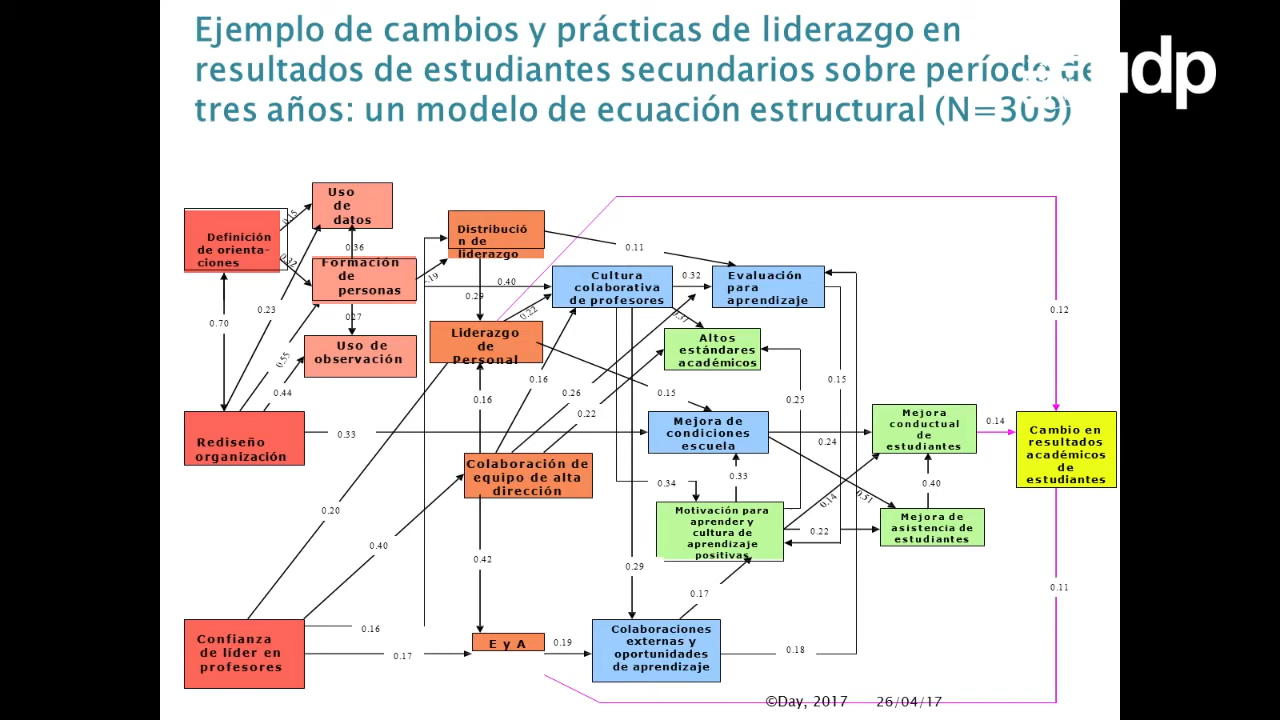 Ejemplo de cambios y prácticas de liderazgo en
resultados de estudiantes secundarios sobre período de
tres años: un modelo de ecuación estructural (N=309)
udp
Uso
de
datos
Definición
de orienta-
ciones
0.15
0.32
0.36
Formación
de
personas
0.19
Distribució
n de
liderazgo
0.11
Cultura
colaborativa
de profesores
0.32
Evaluación
para
aprendizaje
0.40
0.29
0.22
0.70
0.23
0.27
Uso de
observación
Liderazgo
de
Personal
0.31
Altos
estándares
académicos
0.12
0.55
0.44
0.16
0.16
0.26
0.22
0.15
0.25
0.15
Rediseño
organización
0.33
Mejora de
condiciones
escuela
0.24
Mejora
conductual
de
estudiantes
0.14
Cambio en
resultados
académicos
de
estudiantes
Colaboración de
equipo de alta
dirección
0.34
0.33
0.14
0.51
0.40
0.20
Motivación para
aprender y
cultura de
aprendizaje
positivas
0.22
Mejora de
asistencia de
estudiantes
0.40
0.42
0.29
0.17
0.11
Confianza
de líder en
profesores
0.16
0.17
E y A
0.19
Colaboraciones
externas y
oportunidades
de aprendizaje
0.18
©Day, 2017
26/04/17